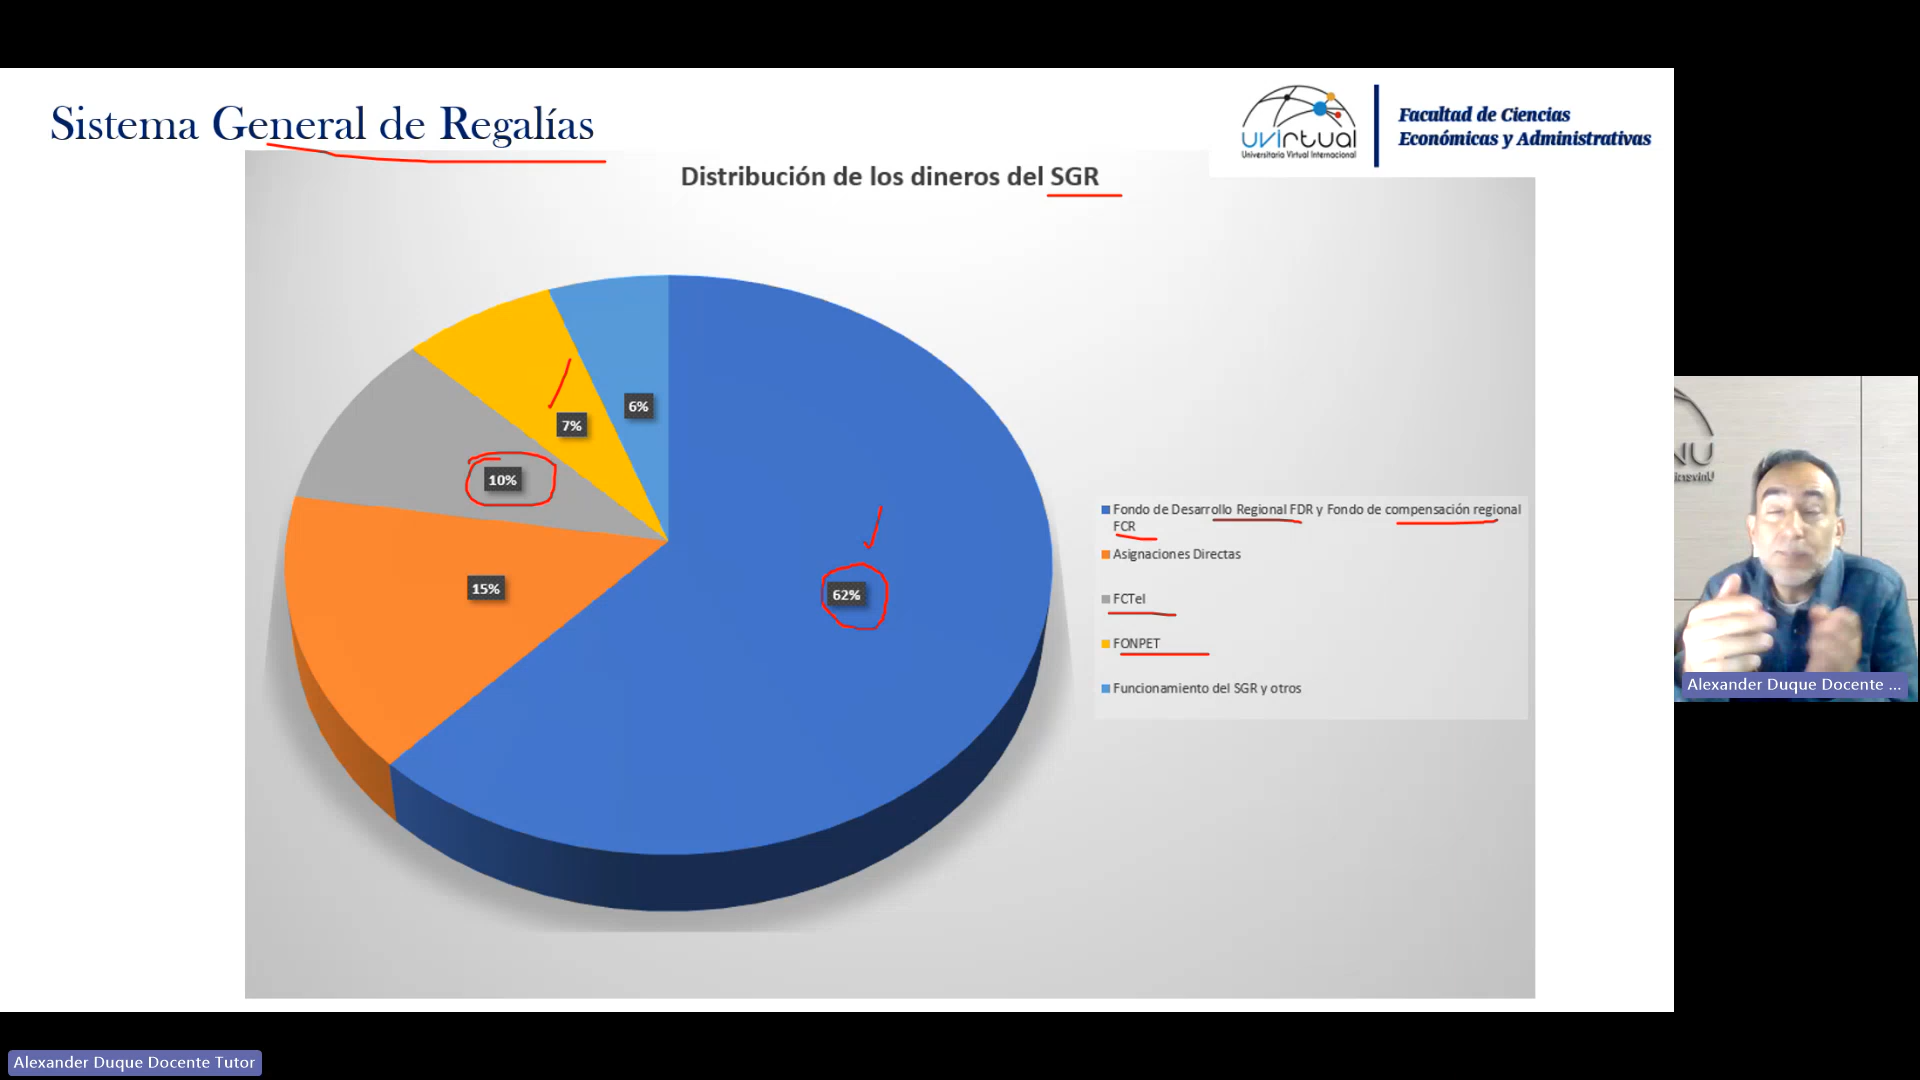 Sistema General de Regalías
uvirtual
Universitaria Virtual Internacional
Facultad de Ciencias
Económicas y Administrativas
Distribución de los dineros del SGR
6%
7%
10%
15%
62%
Fondo de Desarrollo Regional FDR y Fondo de compensación regional
FCR
Asignaciones Directas
FCTel
FONPET
Funcionamiento del SGR y otros
Alexander Duque Docente ...
Alexander Duque Docente Tutor